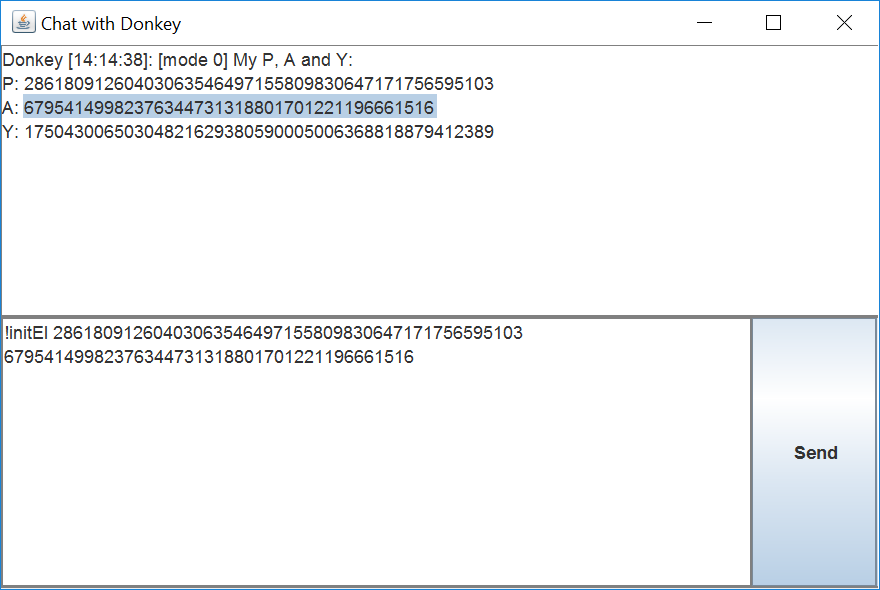 Chat with Donkey
Donkey [14:14:38]: [mode 0] My P, A and Y:
P: 28618091260403063546497155809830647171756595103
A: 67954149982376344731318801701221196661516
Y: 17504300650304821629380590005006368818879412389
!initEl 28618091260403063546497155809830647171756595103
67954149982376344731318801701221196661516
Send